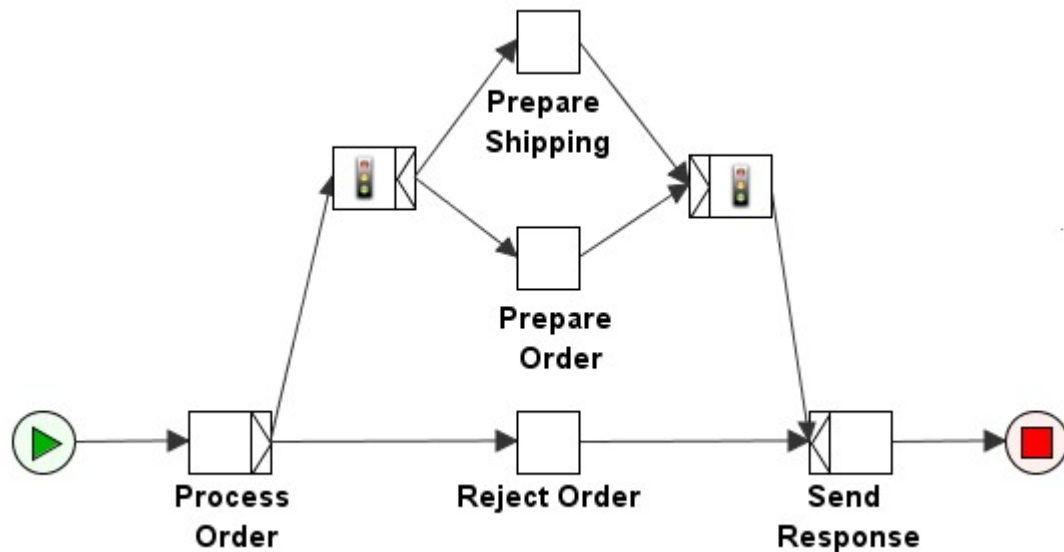 Prepare
Shipping
Prepare
Order
Process
Order
Reject Order
Send
Response